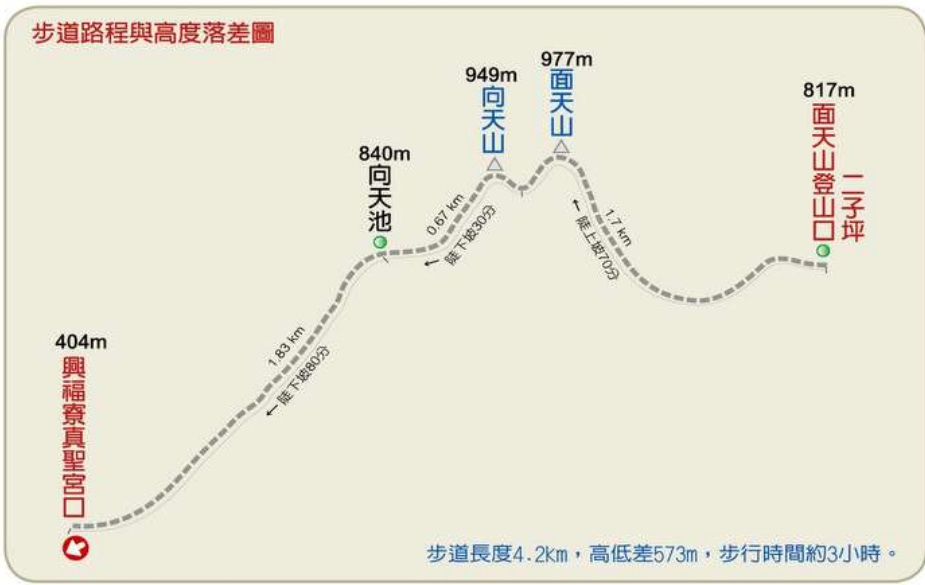 步道路程與高度落差圖
977m
面天山
949m
向天山
817m
面天山登山口
二子坪
840m
向天池
0.67 km
← 陡下坡30分
1.7 km
← 陡上坡70分
1.83 km
← 陡下坡80分
404m
興福寮真聖宮口
步道長度4.2km，高低差573m，步行時間約3小時。